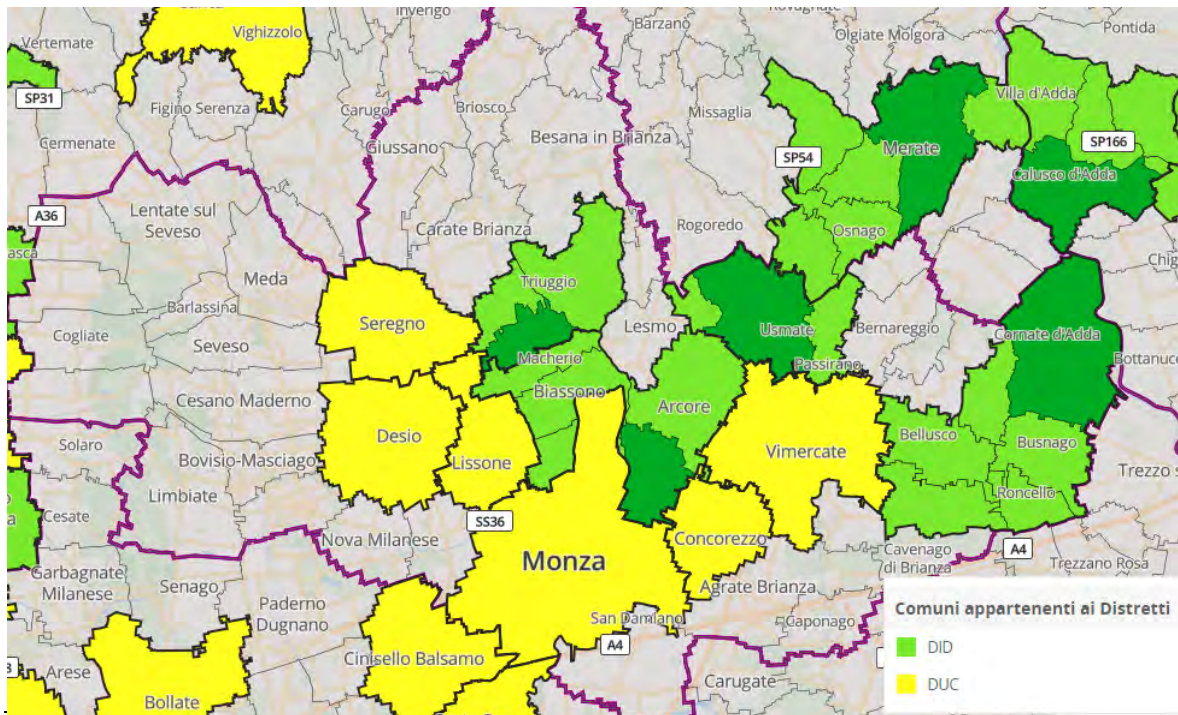 Vertemate
Vighizzolo
Inverigo
Barzano
Rovagnate
Olgiate Molgora
Pontida
SP31
Figino Serenza
Carugo
Briosco
Missaglia
Villa d'Adda
Cermenate
Giussano
Besana in Brianza
SP54
Merate
SP166
Calusco d'Adda
A36
Lentate sul
Seveso
Carate Brianza
Rogoredo
Osnago
asca
Meda
Triuggio
Chig
Barlassina
Cogliate
Seregno
Lesmo
Usmate
Bernareggio
Cornate d'Adda
Seveso
Macherio
Passirano
Bottanuco
Cesano Maderno
Biassono
Arcore
Desio
Bellusco
Busnago
Solaro
Bovisio-Masciago
Lissone
Vimercate
Trezzo s
Limbiate
Roncello
Cesate
SS36
Nova Milanese
Concorezzo
A4
Monza
Cavenago
di Brianza
Trezzano Rosa
Garbagnate
Milanese
Senago
Agrate Brianza
Paderno
Dugnano
San Damiano
Caponago
A4
Cinisello Balsamo
Arese
Carugate
Bollate
Comuni appartenenti ai Distretti
DID
DUC